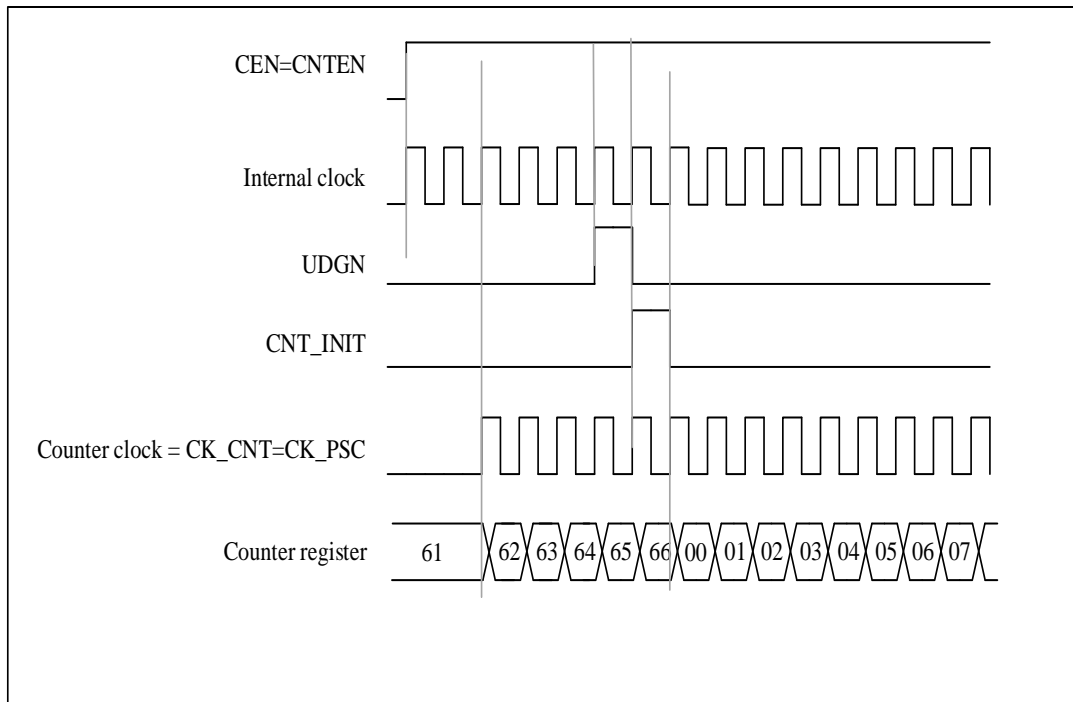 CEN=CNTEN
Internal clock
UDGN
CNT_INIT
Counter clock = CK_CNT=CK_PSC
Counter register 61 62 63 64 65 66 00 01 02 03 04 05 06 07